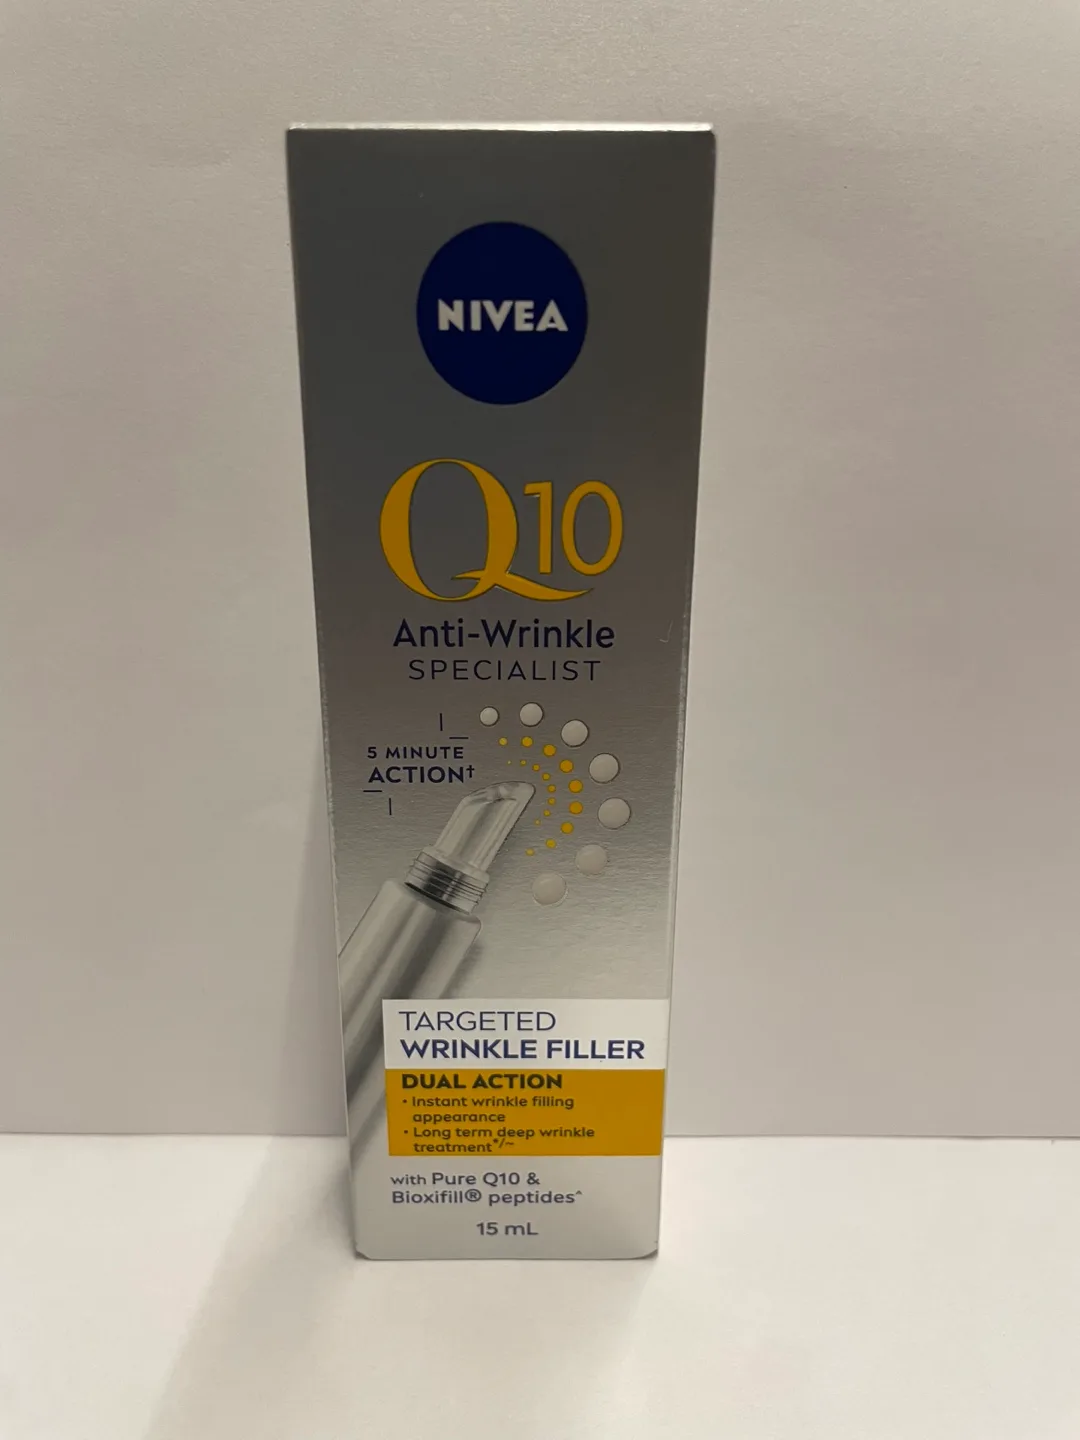 NIVEA
Q10
Anti-Wrinkle
SPECIALIST
5 MINUTE
ACTION†
TARGETED
WRINKLE FILLER
DUAL ACTION
• Instant wrinkle filling
appearance
• Long term deep wrinkle
treatment*/~
with Pure Q10 &
Bioxifill® peptides^
15 mL